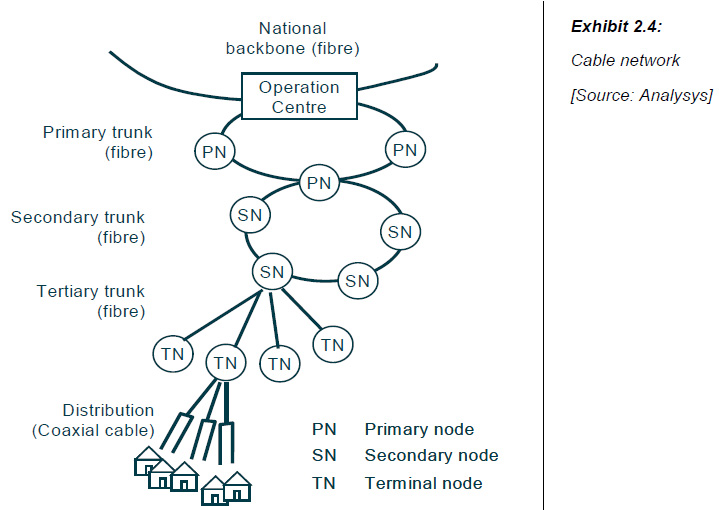 National
backbone (fibre)
Operation
Centre
Primary trunk
(fibre)
PN
PN
PN
Secondary trunk
(fibre)
SN
SN
SN
SN
Tertiary trunk
(fibre)
TN
TN
TN
TN
Distribution
(Coaxial cable)
PN Primary node
SN Secondary node
TN Terminal node
Exhibit 2.4:
Cable network
[Source: Analysys]